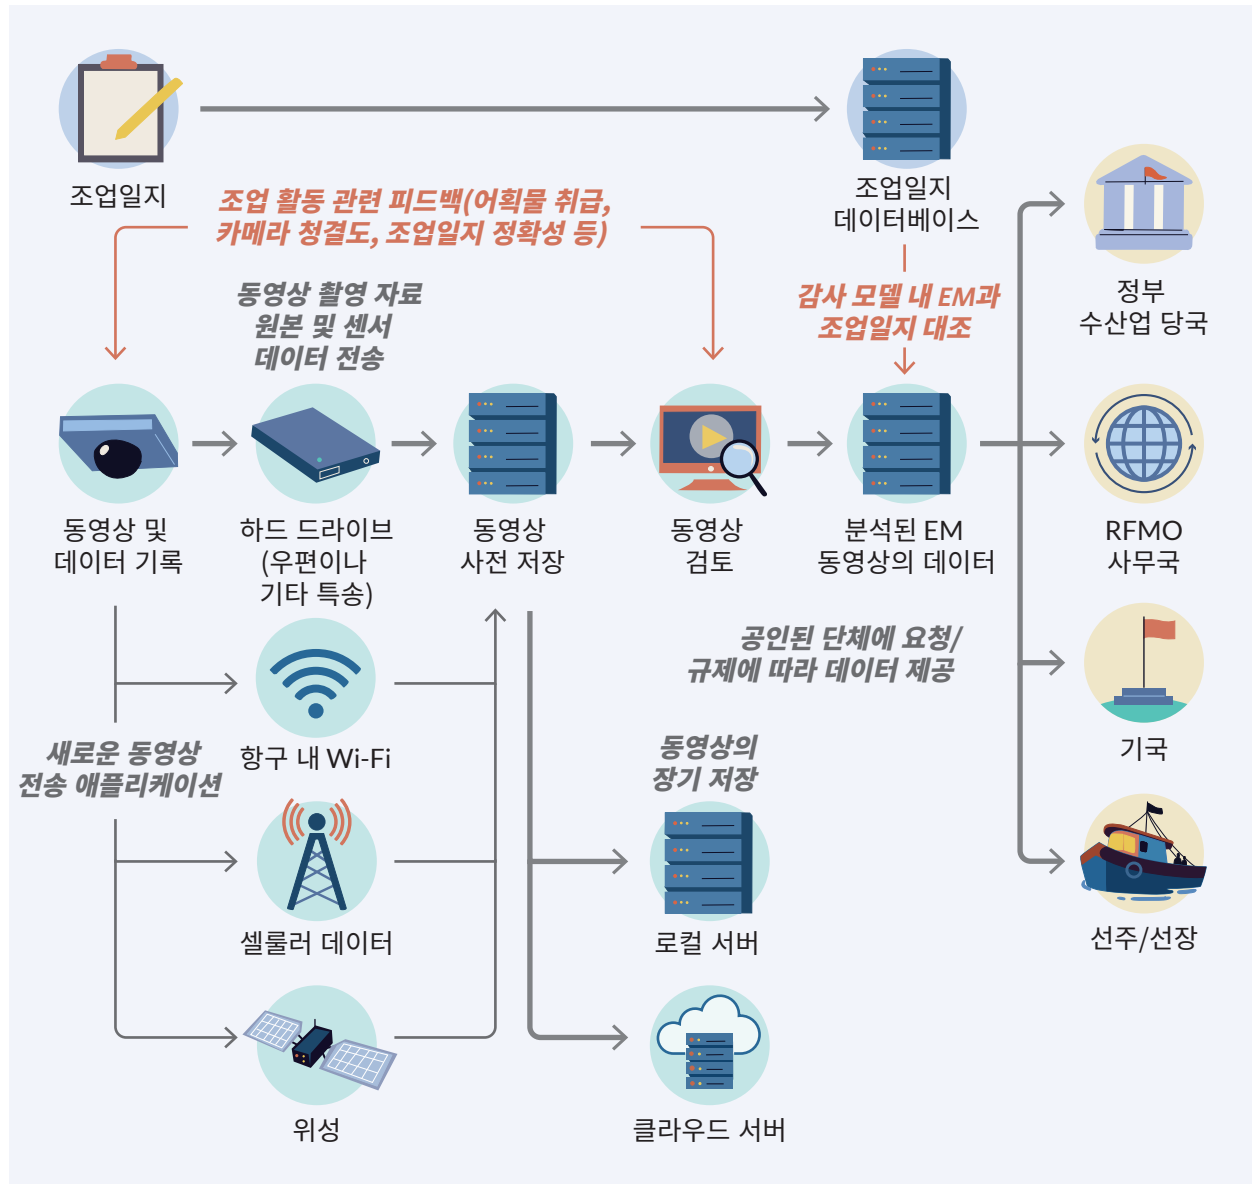 조업일지
조업일지
데이터베이스
조업 활동 관련 피드백(어획물 취급,
카메라 청결도, 조업일지 정확성 등)
동영상 촬영 자료
원본 및 센서
데이터 전송
감사 모델 내 EM과
조업일지 대조
정부
수산업 당국
동영상 및
데이터 기록
하드 드라이브
(우편이나
기타 특송)
동영상
사전 저장
동영상
검토
분석된 EM
동영상의 데이터
RFMO
사무국
공인된 단체에 요청/
규제에 따라 데이터 제공
새로운 동영상
전송 애플리케이션
항구 내 Wi-Fi
동영상의
장기 저장
기국
셀룰러 데이터
로컬 서버
선주/선장
위성
클라우드 서버